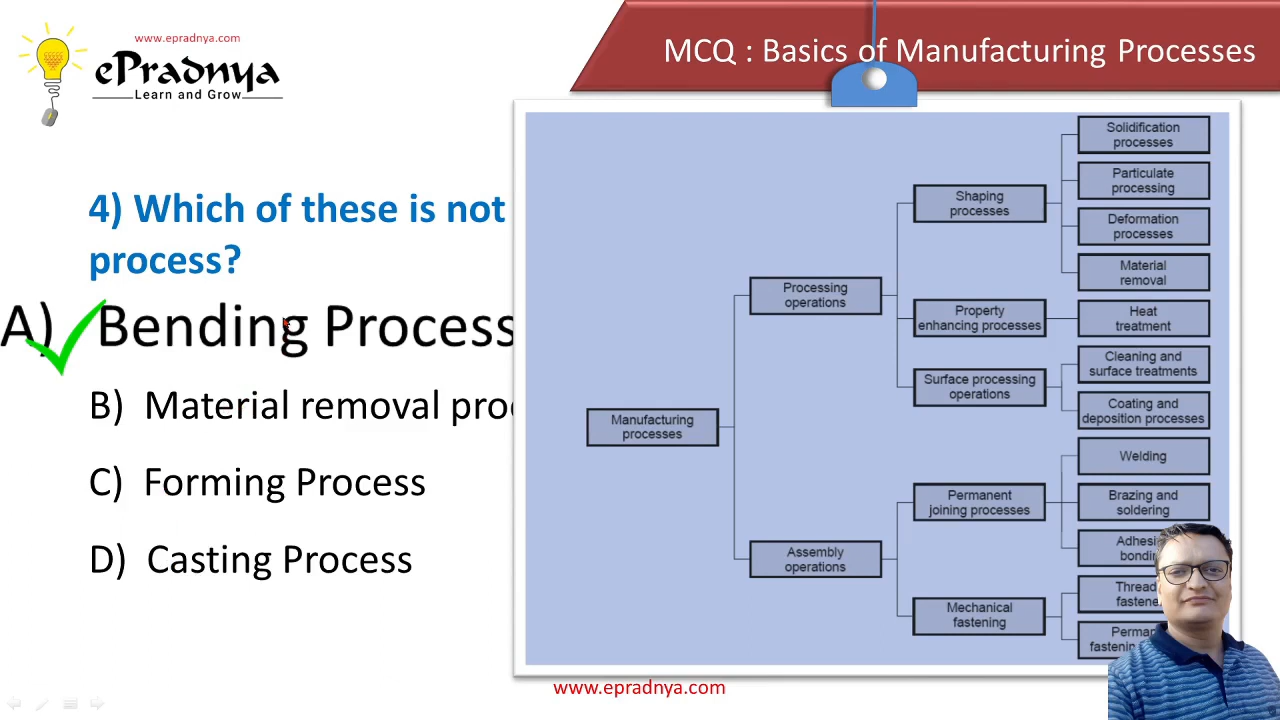 www.epradnya.com
ePradnya
Learn and Grow
MCQ : Basics of Manufacturing Processes
4) Which of these is not
process?
A) Bending Process
B) Material removal
C) Forming Process
D) Casting Process
Manufacturing
processes
Processing
operations
Assembly
operations
Shaping
processes
Property
enhancing processes
Surface processing
operations
Permanent
joining processes
Mechanical
fastening
Solidification
processes
Particulate
processing
Deformation
processes
Material
removal
Heat
treatment
Cleaning and
surface treatments
Coating and
deposition processes
Welding
Brazing and
soldering
www.epradnya.com